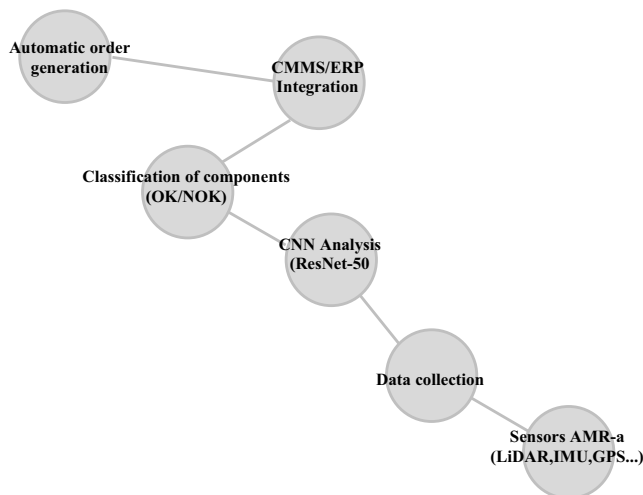 Automatic order
generation
CMMS/ERP
Integration
Classification of components
(OK/NOK)
CNN Analysis
(ResNet-50
Data collection
Sensors AMR-a
(LiDAR,IMU,GPS...)